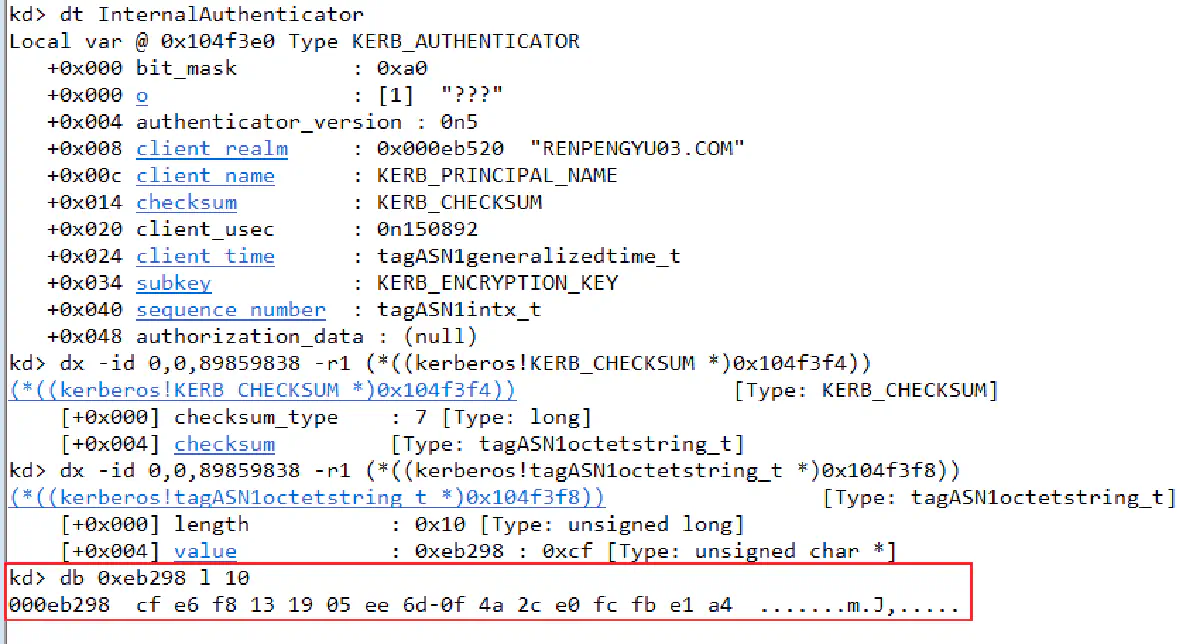 kd> dt InternalAuthenticator
Local var @ 0x104f3e0 Type KERB_AUTHENTICATOR
   +0x000 bit_mask         : 0xa0
   +0x000 o                : [1]  "???"
   +0x004 authenticator_version : 0n5
   +0x008 client_realm     : 0x000eb520  "RENPENGYU03.COM"
   +0x00c client_name      : KERB_PRINCIPAL_NAME
   +0x014 checksum         : KERB_CHECKSUM
   +0x020 client_usec      : 0n150892
   +0x024 client_time      : tagASN1generalizedtime_t
   +0x034 subkey           : KERB_ENCRYPTION_KEY
   +0x040 sequence_number  : tagASN1intx_t
   +0x048 authorization_data : (null)
kd> dx -id 0,0,89859838 -r1 (*((kerberos!KERB_CHECKSUM *)0x104f3f4))
(*((kerberos!KERB_CHECKSUM *)0x104f3f4))                 [Type: KERB_CHECKSUM]
    [+0x000] checksum_type    : 7 [Type: long]
    [+0x004] checksum         [Type: tagASN1octetstring_t]
kd> dx -id 0,0,89859838 -r1 (*((kerberos!tagASN1octetstring_t *)0x104f3f8))
(*((kerberos!tagASN1octetstring_t *)0x104f3f8))                 [Type: tagASN1octetstring_t]
    [+0x000] length           : 0x10 [Type: unsigned long]
    [+0x004] value            : 0xeb298 : 0xcf [Type: unsigned char *]
kd> db 0xeb298 l 10
000eb298  cf e6 f8 13 19 05 ee 6d-0f 4a 2c e0 fc fb e1 a4  .......m.J,.....